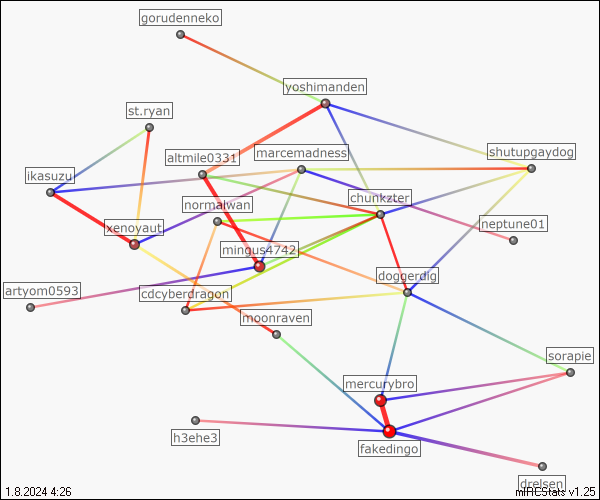 gorudenneko
yoshimanden
st.ryan
altmile0331
marcemadness
shutupgaydog
ikasuzu
normalwan
chunkzter
xenoyaut
mingus4742
neptune01
doggerdig
artyom0593
cdcyberdragon
moonraven
sorapie
mercurybro
h3ehe3
fakedingo
drelsen
1.8.2024 4:26
mIRCStats v1.25